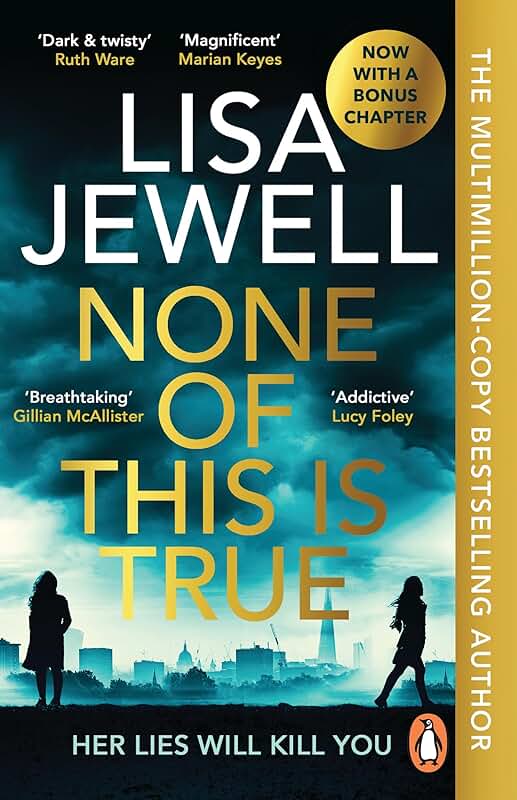 ‘Dark & twisty’
Ruth Ware
‘Magnificent’
Marian Keyes
NOW
WITH A
BONUS
CHAPTER
LISA
JEWELL
NONE
OF
THIS IS
TRUE
‘Breathtaking’
Gillian McAllister
‘Addictive’
Lucy Foley
HER LIES WILL KILL YOU
THE MULTIMILLION-COPY BESTSELLING AUTHOR